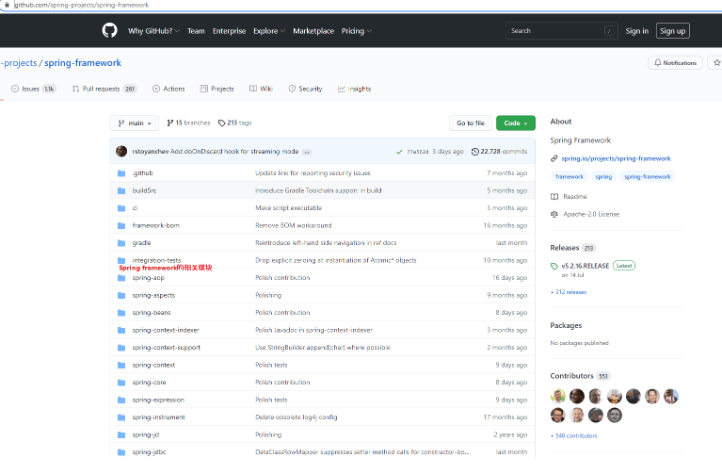 github.com/spring-projects/spring-framework
Why GitHub? Team Enterprise Explore Marketplace Pricing Search / Sign in Sign up
-projects / spring-framework Notifications
Issues 1.1k Pull requests 261 Actions Projects Wiki Security Insights
main 15 branches 213 tags Go to file Code
About
rstoyanchev Add doOnDiscard hook for streaming mode ... 3 days ago 22,728 commits
Spring Framework
spring.io/projects/spring-framework
.github Update link for reporting security issues 7 months ago
framework spring spring-framework
buildSrc Introduce Gradle Toolchain support in build 5 months ago
Readme
ci Make script executable 3 months ago
Apache-2.0 License
framework-bom Remove BOM workaround 16 months ago
gradle Reintroduce left-hand side navigation in ref docs last month
Releases 213
integration-tests Drop explicit zeroing at instantiation of Atomic* objects 10 months ago
v5.2.16.RELEASE Latest
Spring framework的相关模块
on 14 Jul
spring-aop Polish contribution 16 days ago
+ 212 releases
spring-aspects Polishing 9 months ago
spring-beans Polish contribution 8 days ago
Packages
spring-context-indexer Polish Javadoc in spring-context-indexer 3 months ago
No packages published
spring-context-support Use StringBuilder.append(char) where possible 2 months ago
spring-context Polish tests 9 days ago
Contributors 551
spring-core Polish contribution 8 days ago
spring-expression Polish tests 9 days ago
spring-instrument Delete obsolete log4j config 17 months ago
spring-jcl Polishing 2 years ago
+ 540 contributors
spring-jdbc DataClassRowMapper suppresses setter method calls for constructor-bo... last month